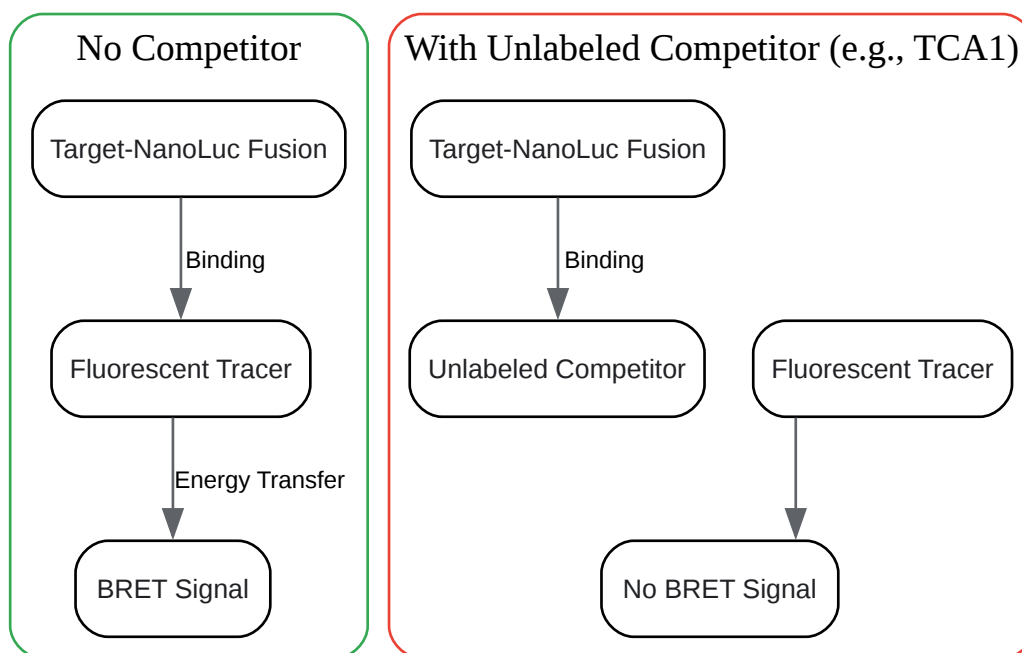 No Competitor
Target-NanoLuc Fusion
Binding
Fluorescent Tracer
Energy Transfer
BRET Signal
With Unlabeled Competitor (e.g., TCA1)
Target-NanoLuc Fusion
Binding
Unlabeled Competitor
Fluorescent Tracer
No BRET Signal